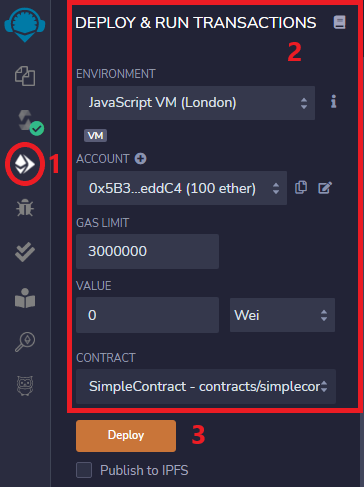 DEPLOY & RUN TRANSACTIONS
2
ENVIRONMENT
JavaScript VM (London)
VM
1
ACCOUNT
0x5B3...eddC4 (100 ether)
GAS LIMIT
3000000
VALUE
0 Wei
CONTRACT
SimpleContract - contracts/simplecor
Deploy 3
Publish to IPFS